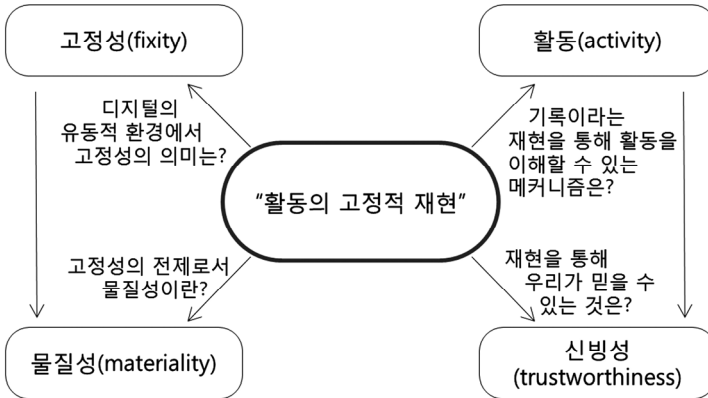 고정성(fixity)
활동(activity)
디지털의
유동적 환경에서
고정성의 의미는?
기록이라는
재현을 통해 활동을
이해할 수 있는
메커니즘은?
"활동의 고정적 재현"
고정성의 전제로서
물질성이란?
재현을 통해
우리가 믿을 수
있는 것은?
물질성(materiality)
신빙성
(trustworthiness)